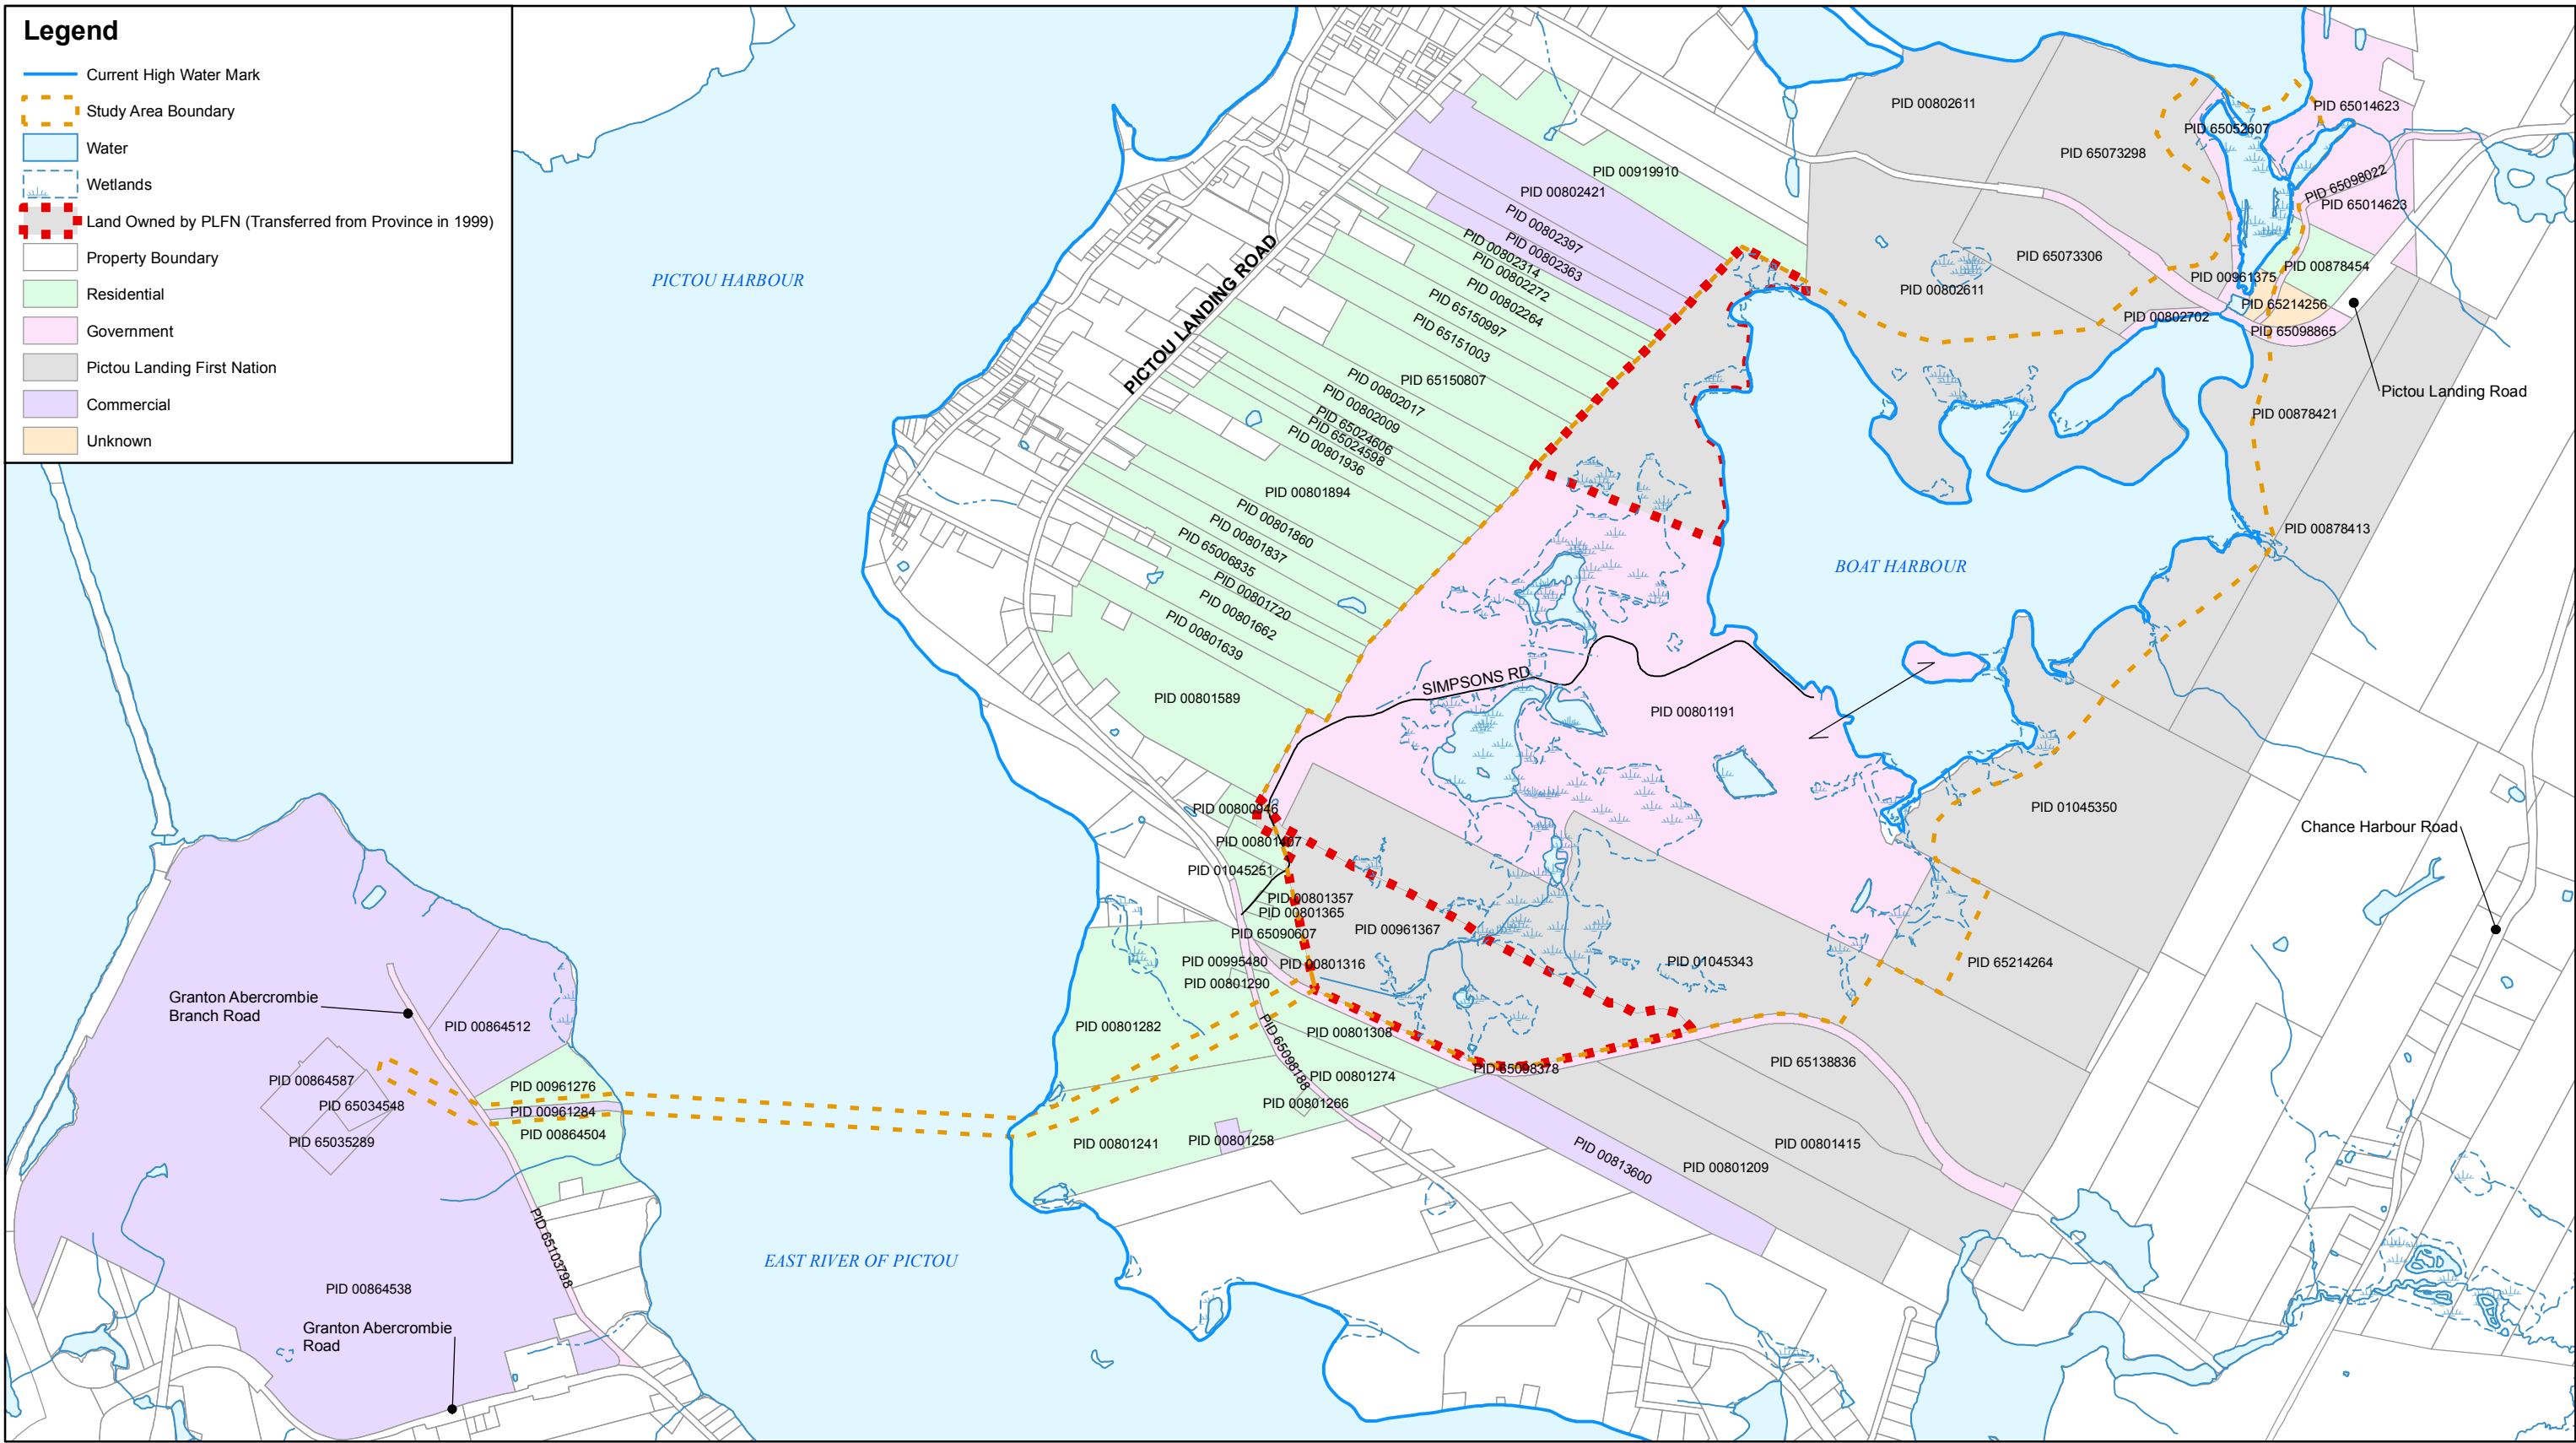 Legend
Current High Water Mark
Study Area Boundary
Water
Wetlands
Land Owned by PLFN (Transferred from Province in 1999)
Property Boundary
Residential
Government
Pictou Landing First Nation
Commercial
Unknown
PICTOU HARBOUR
PICTOU LANDING ROAD
PID 00802611
PID 65014623
PID 65052607
PID 65073298
PID 00919910
PID 65098022
PID 00802421
PID 65014623
PID 00802397
PID 00802363
PID 00802314
PID 00802272
PID 65073306
PID 00878454
PID 00961375
PID 00802264
PID 00802611
PID 65214256
PID 65150997
PID 00802702
PID 65098865
PID 65151003
PID 65150807
PID 00802017
Pictou Landing Road
PID 00802009
PID 00878421
PID 65024606
PID 65024598
PID 00801936
PID 00801894
PID 00801860
PID 00878413
PID 00801837
PID 65006835
BOAT HARBOUR
PID 00801720
PID 00801662
PID 00801639
SIMPSONS RD
PID 00801589
PID 00801191
PID 00800946
PID 01045350
Chance Harbour Road
PID 00801407
PID 01045251
PID 00801357
PID 00801365
PID 00961367
PID 65090607
PID 00995480
PID 00801316
PID 01045343
PID 65214264
PID 00801290
Granton Abercrombie
Branch Road
PID 00864512
PID 00801282
PID 00801308
PID 65098188
PID 65138836
PID 65098378
PID 00864587
PID 00961276
PID 00801274
PID 65034548
PID 00961284
PID 00801266
PID 00864504
PID 65035289
PID 00801241
PID 00801258
PID 00801415
PID 00813600
PID 00801209
PID 65103798
EAST RIVER OF PICTOU
PID 00864538
Granton Abercrombie
Road